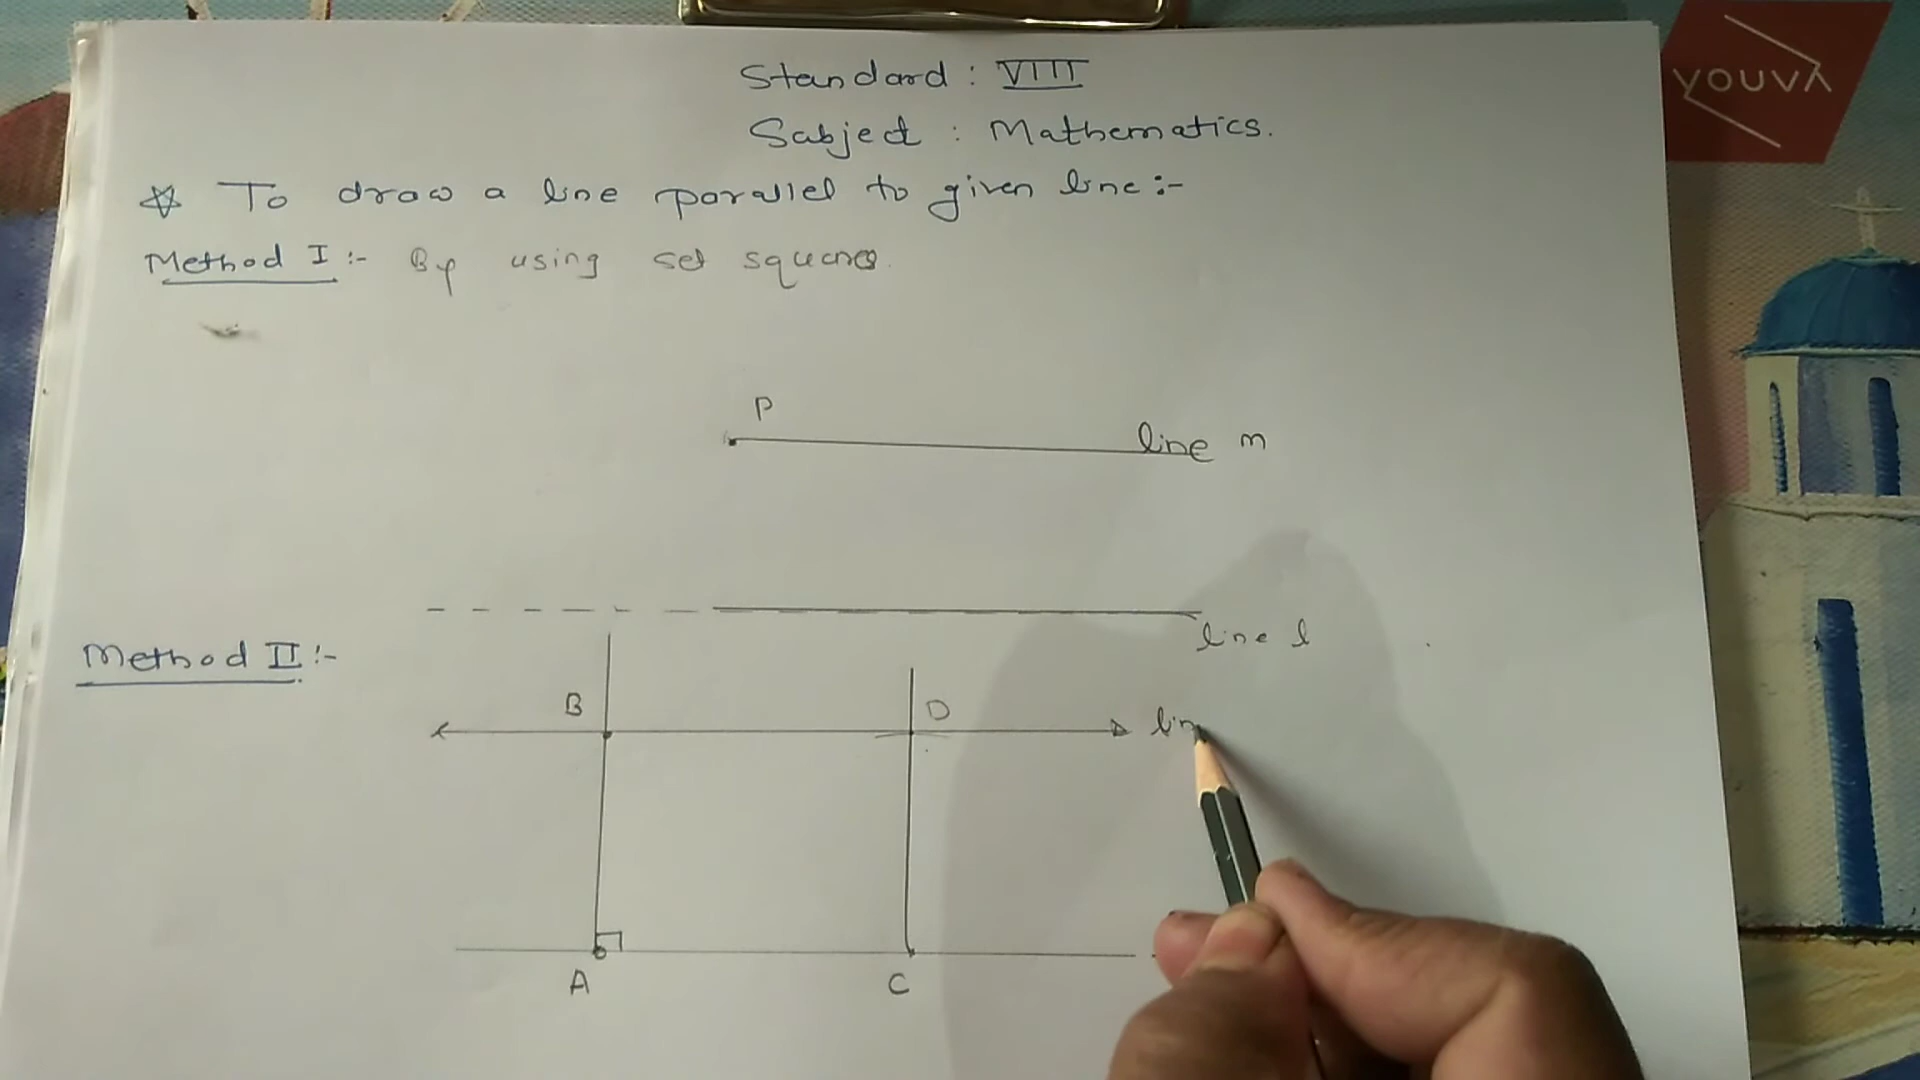 Standard : VIII
YOUVA
Subject : Mathematics.
☆ To draw a line parallel to given line :-
Method I :- By using set squares.
P
line m
line l
Method II :-
B
D
lin
A
C